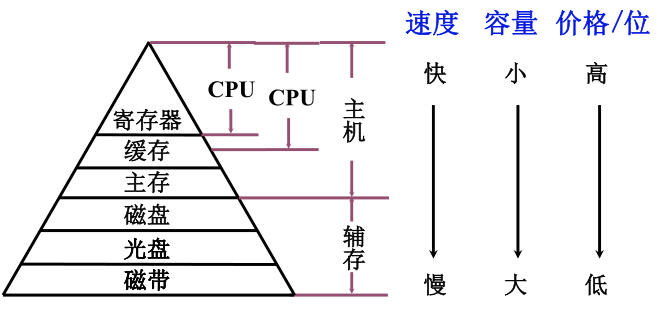 速度 容量 价格/位
快 小 高
CPU CPU 主机
寄存器
缓存
主存
磁盘
光盘
磁带
辅存
慢 大 低